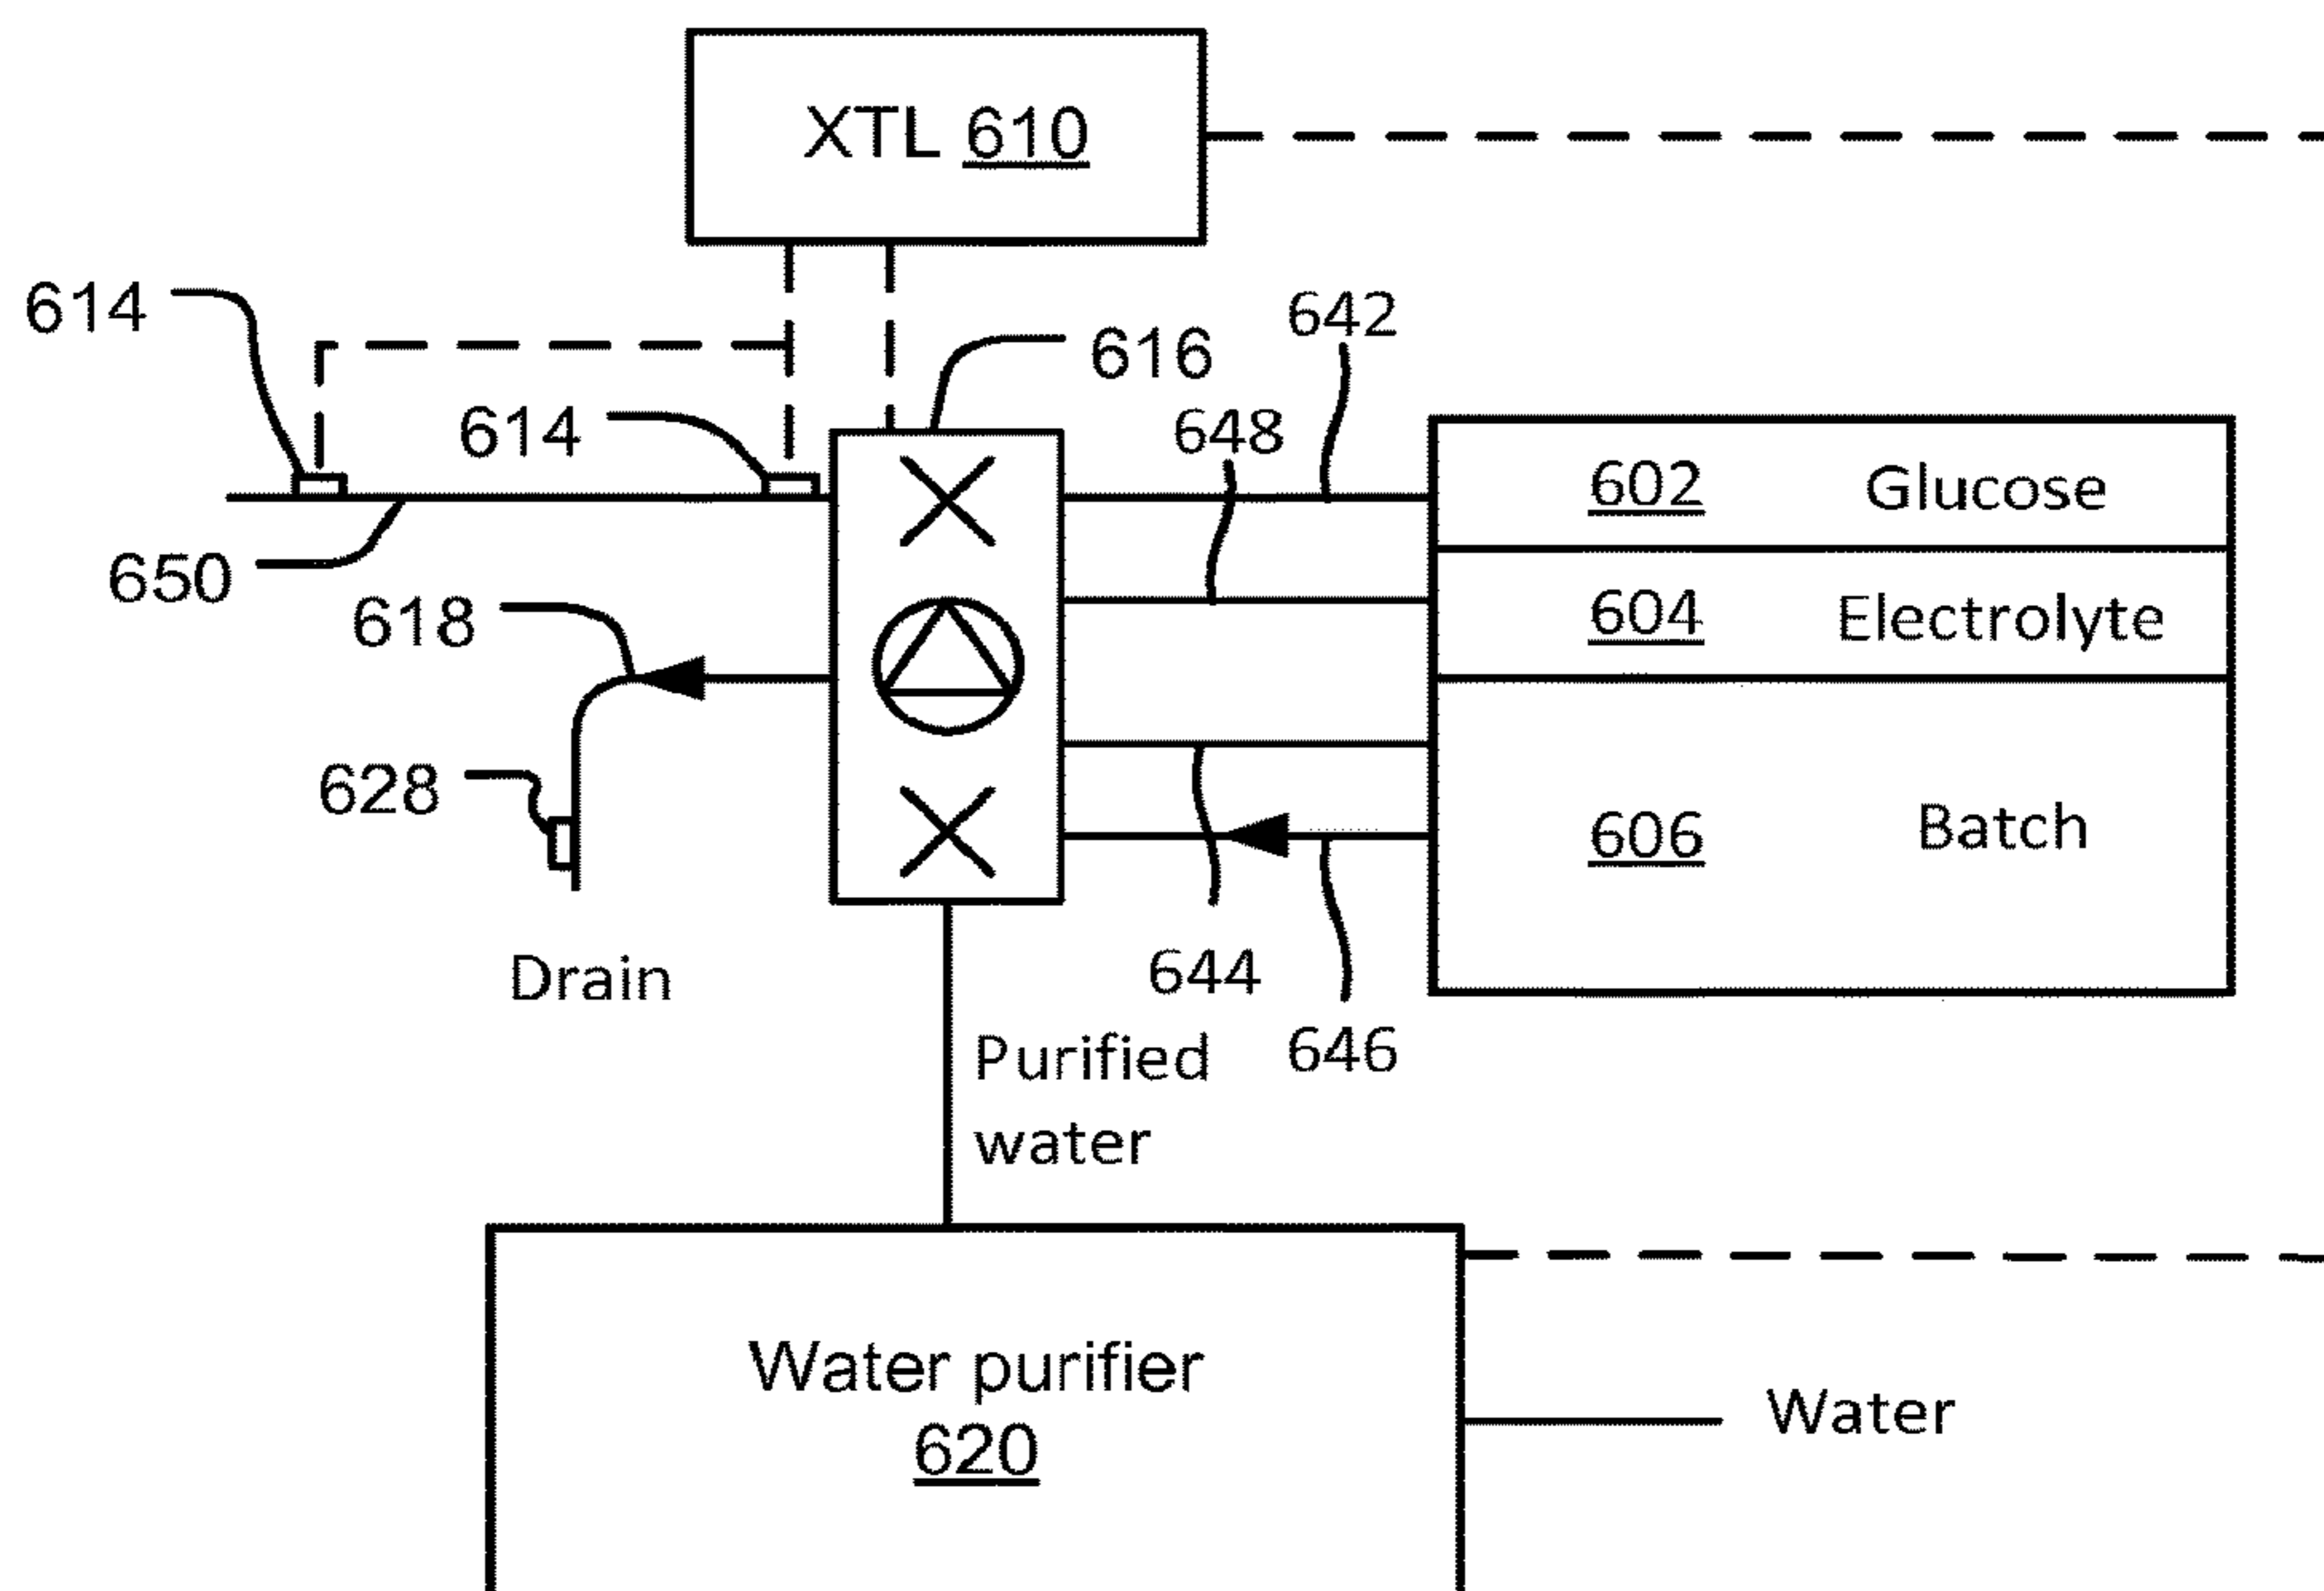 XTL 610
614
616
642
648
614
602 Glucose
650
618
604 Electrolyte
628
606 Batch
Drain
644
646
Purified
water
Water purifier
620
Water